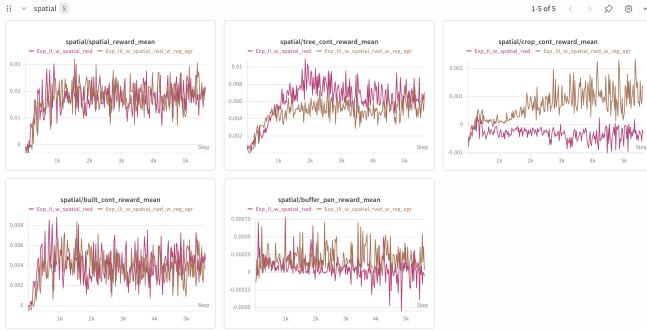 spatial 5 1-5 of 5
spatial/spatial_reward_mean
Exp_II_w_spatial_rwd Exp_III_w_spatial_rwd_w_reg_agr
0.03
0.02
0.01
0
Step
1k 2k 3k 4k 5k
spatial/tree_cont_reward_mean
Exp_II_w_spatial_rwd Exp_III_w_spatial_rwd_w_reg_agr
0.01
0.008
0.006
0.004
0.002
Step
1k 2k 3k 4k 5k
spatial/crop_cont_reward_mean
Exp_II_w_spatial_rwd Exp_III_w_spatial_rwd_w_reg_agr
0.002
0.001
0
-0.001
Step
1k 2k 3k 4k 5k
spatial/built_cont_reward_mean
Exp_II_w_spatial_rwd Exp_III_w_spatial_rwd_w_reg_agr
0.008
0.006
0.004
0.002
0
Step
1k 2k 3k 4k 5k
spatial/buffer_pen_reward_mean
Exp_II_w_spatial_rwd Exp_III_w_spatial_rwd_w_reg_agr
0.00075
0.0005
0.00025
0
-0.00025
-0.0005
Step
1k 2k 3k 4k 5k